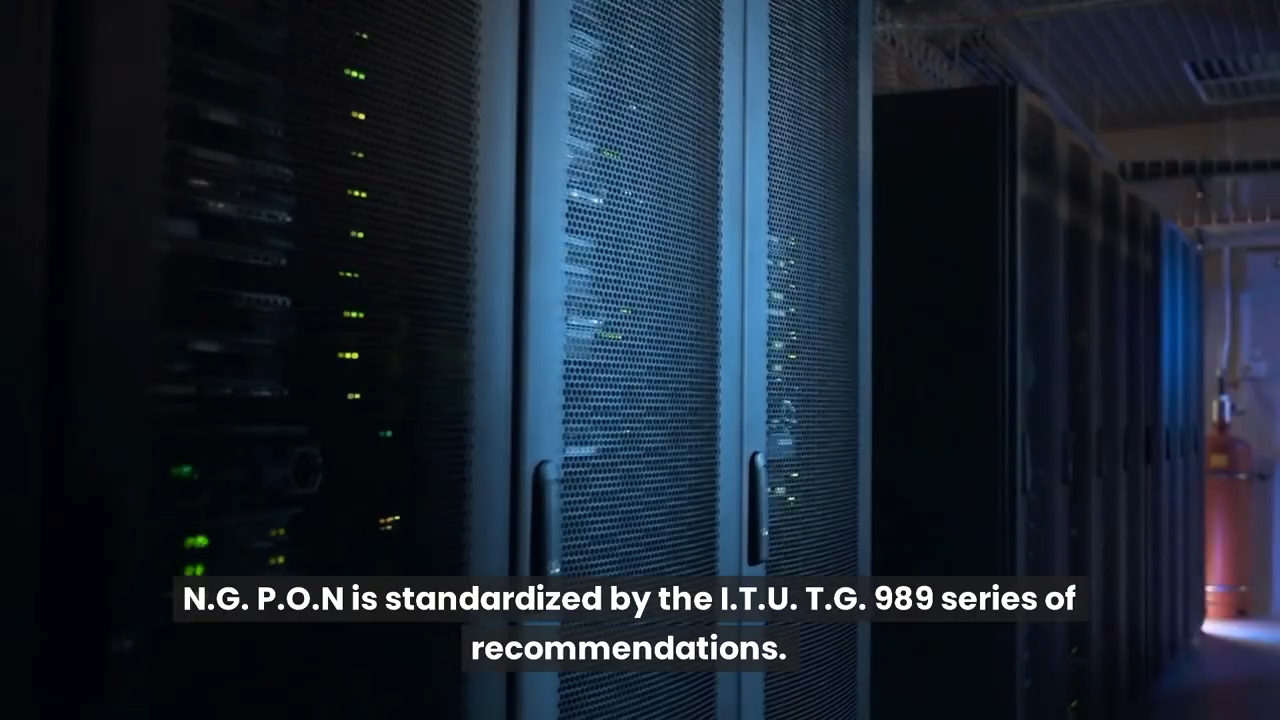 N.G. P.O.N is standardized by the I.T.U. T.G. 989 series of
recommendations.